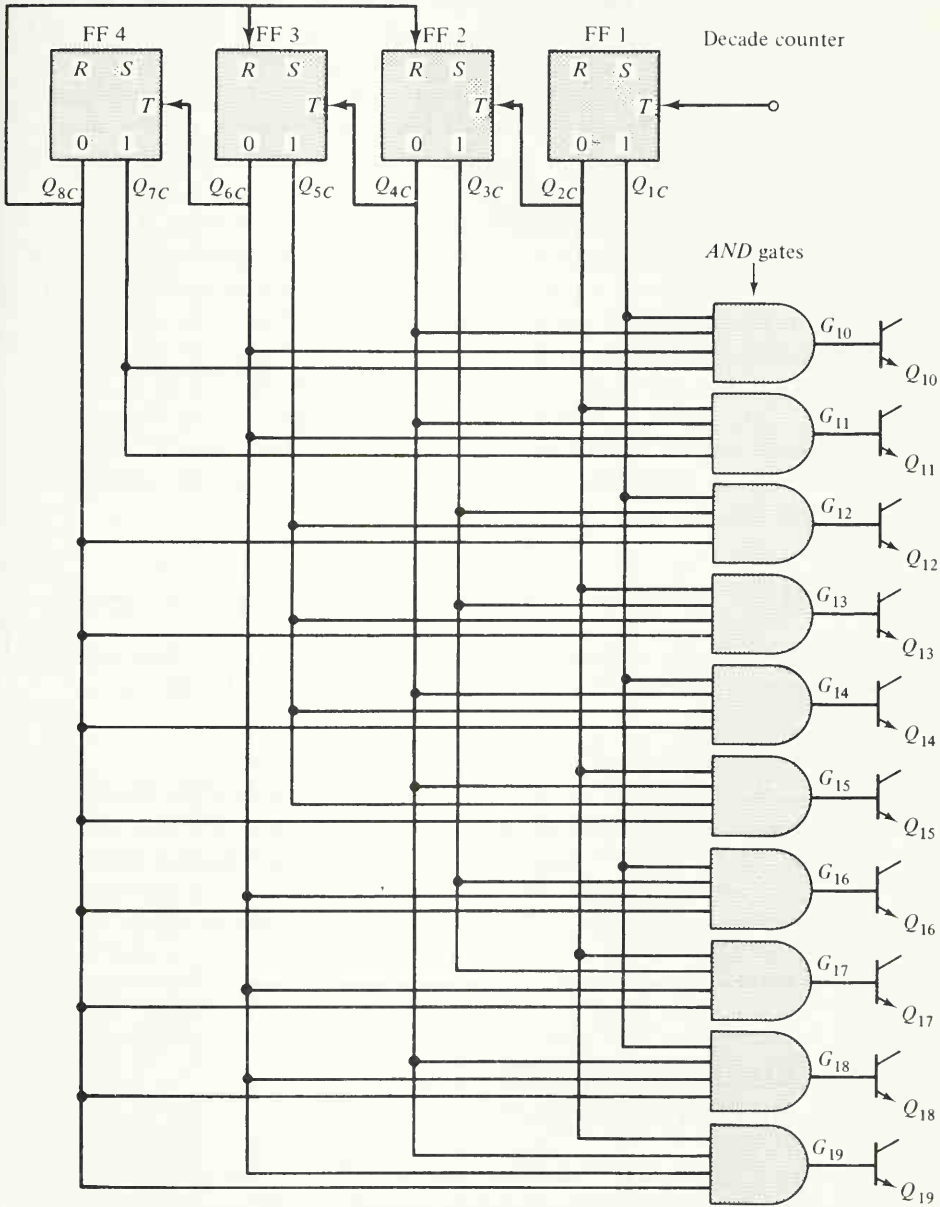 FF 4 FF 3 FF 2 FF 1 Decade counter
R S R S R S R S
T T T T
0 1 0 1 0 1 0 1
Q8C Q7C Q6C Q5C Q4C Q3C Q2C Q1C
AND gates
G10
Q10
G11
Q11
G12
Q12
G13
Q13
G14
Q14
G15
Q15
G16
Q16
G17
Q17
G18
Q18
G19
Q19